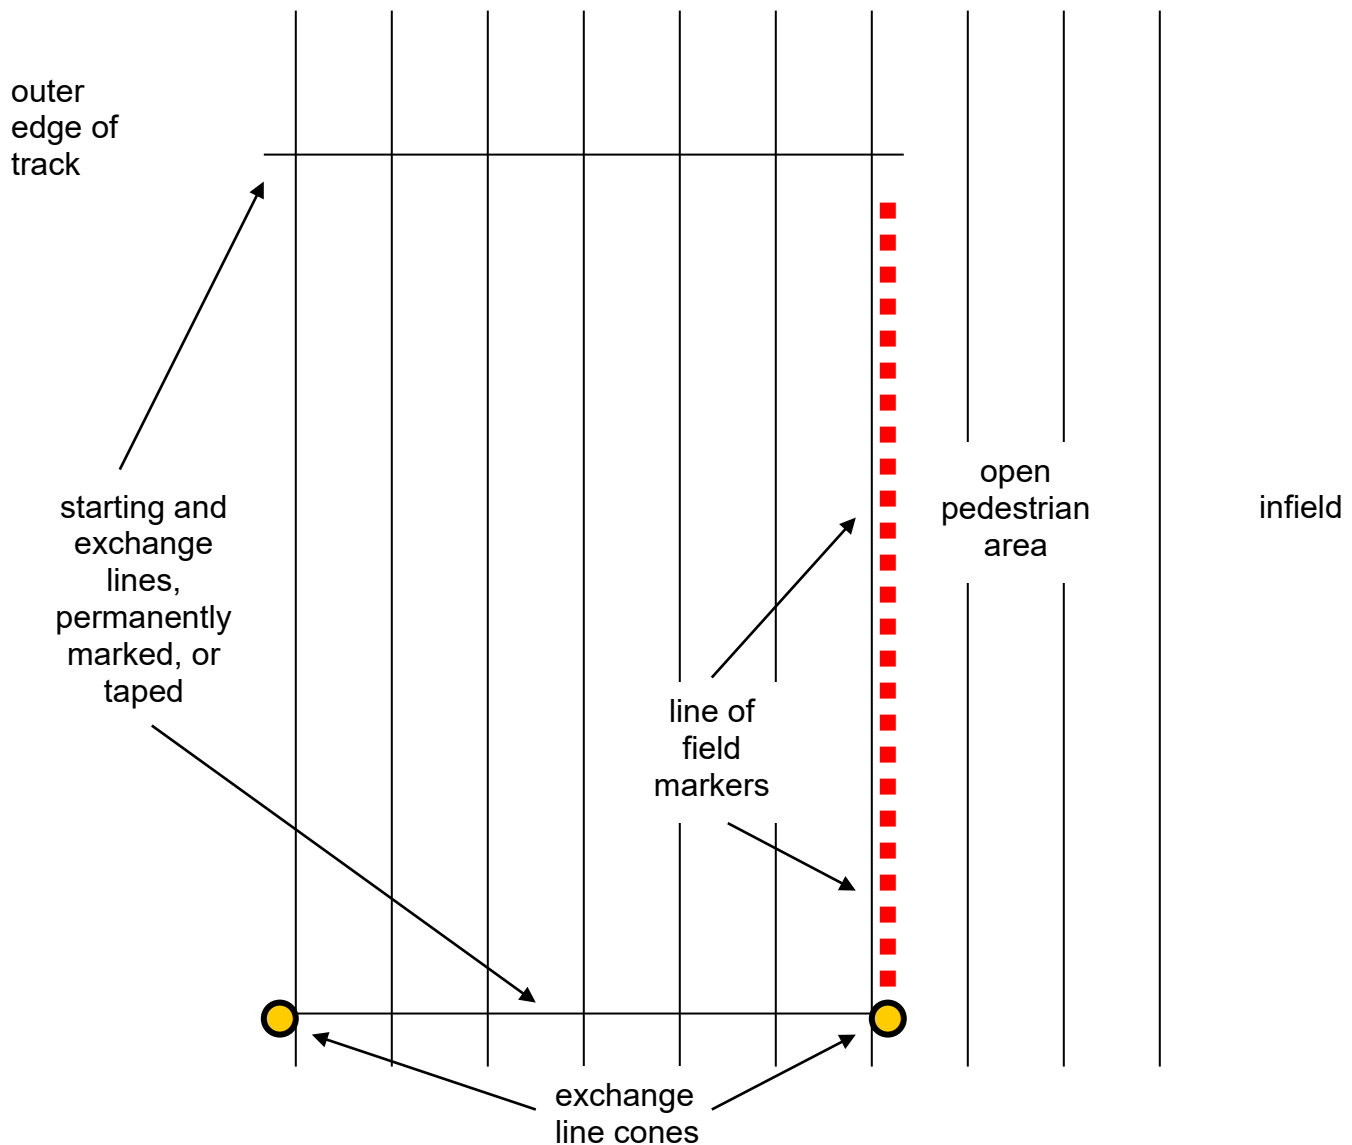 outer
edge of
track
starting and
exchange
lines,
permanently
marked, or
taped
line of
field
markers
open
pedestrian
area
infield
exchange
line cones